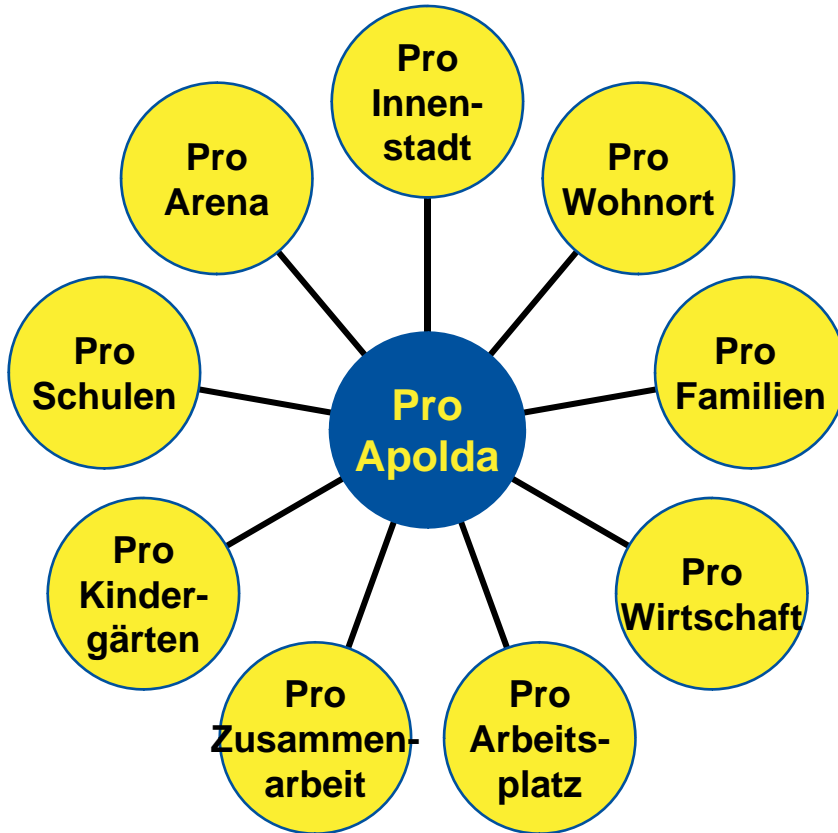 Pro
Innen-
stadt
Pro
Wohnort
Pro
Familien
Pro
Wirtschaft
Pro
Arbeits-
platz
Pro
Zusammen-
arbeit
Pro
Kinder-
gärten
Pro
Schulen
Pro
Arena
Pro
Apolda